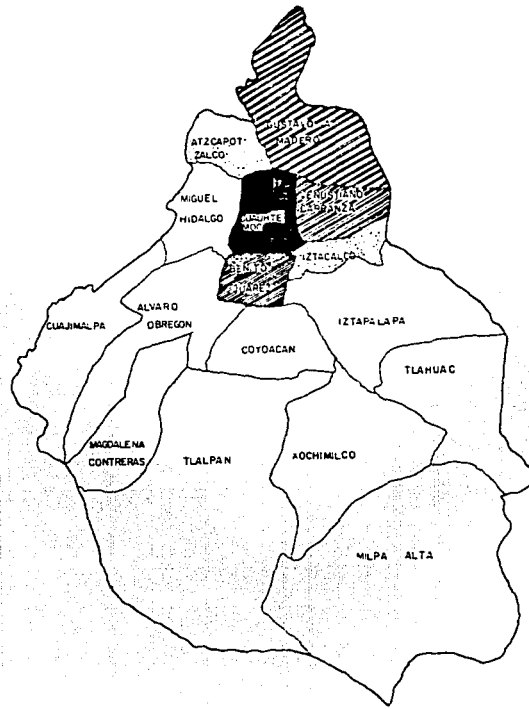 GUSTAVO A.
MADERO
ATZCAPOT-
ZALCO
VENUSTIANO
CARRANZA
MIGUEL
HIDALGO
CUAUHTE
MOC
IZTACALCO
BENITO
JUAREZ
CUAJIMALPA
ALVARO
OBREGON
IZTAPALAPA
COYOACAN
TLAHUAC
MAGDALENA
CONTRERAS
TLALPAN
XOCHIMILCO
MILPA ALTA